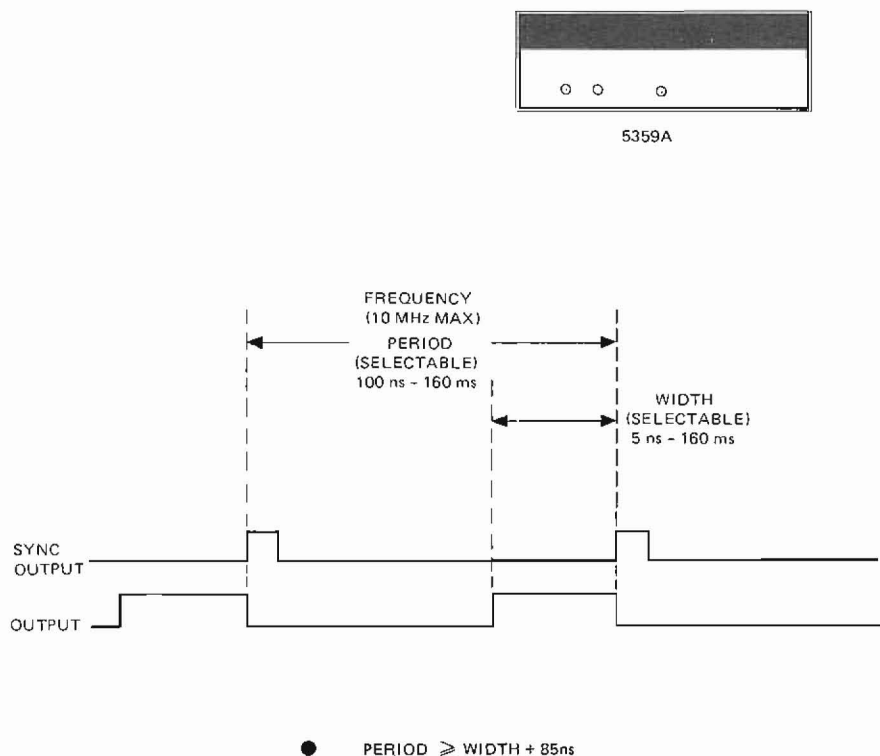 5359A
FREQUENCY
(10 MHz MAX)
PERIOD
(SELECTABLE)
100 ns - 160 ms
WIDTH
(SELECTABLE)
5 ns - 160 ms
SYNC
OUTPUT
OUTPUT
● PERIOD ⩾ WIDTH + 85ns